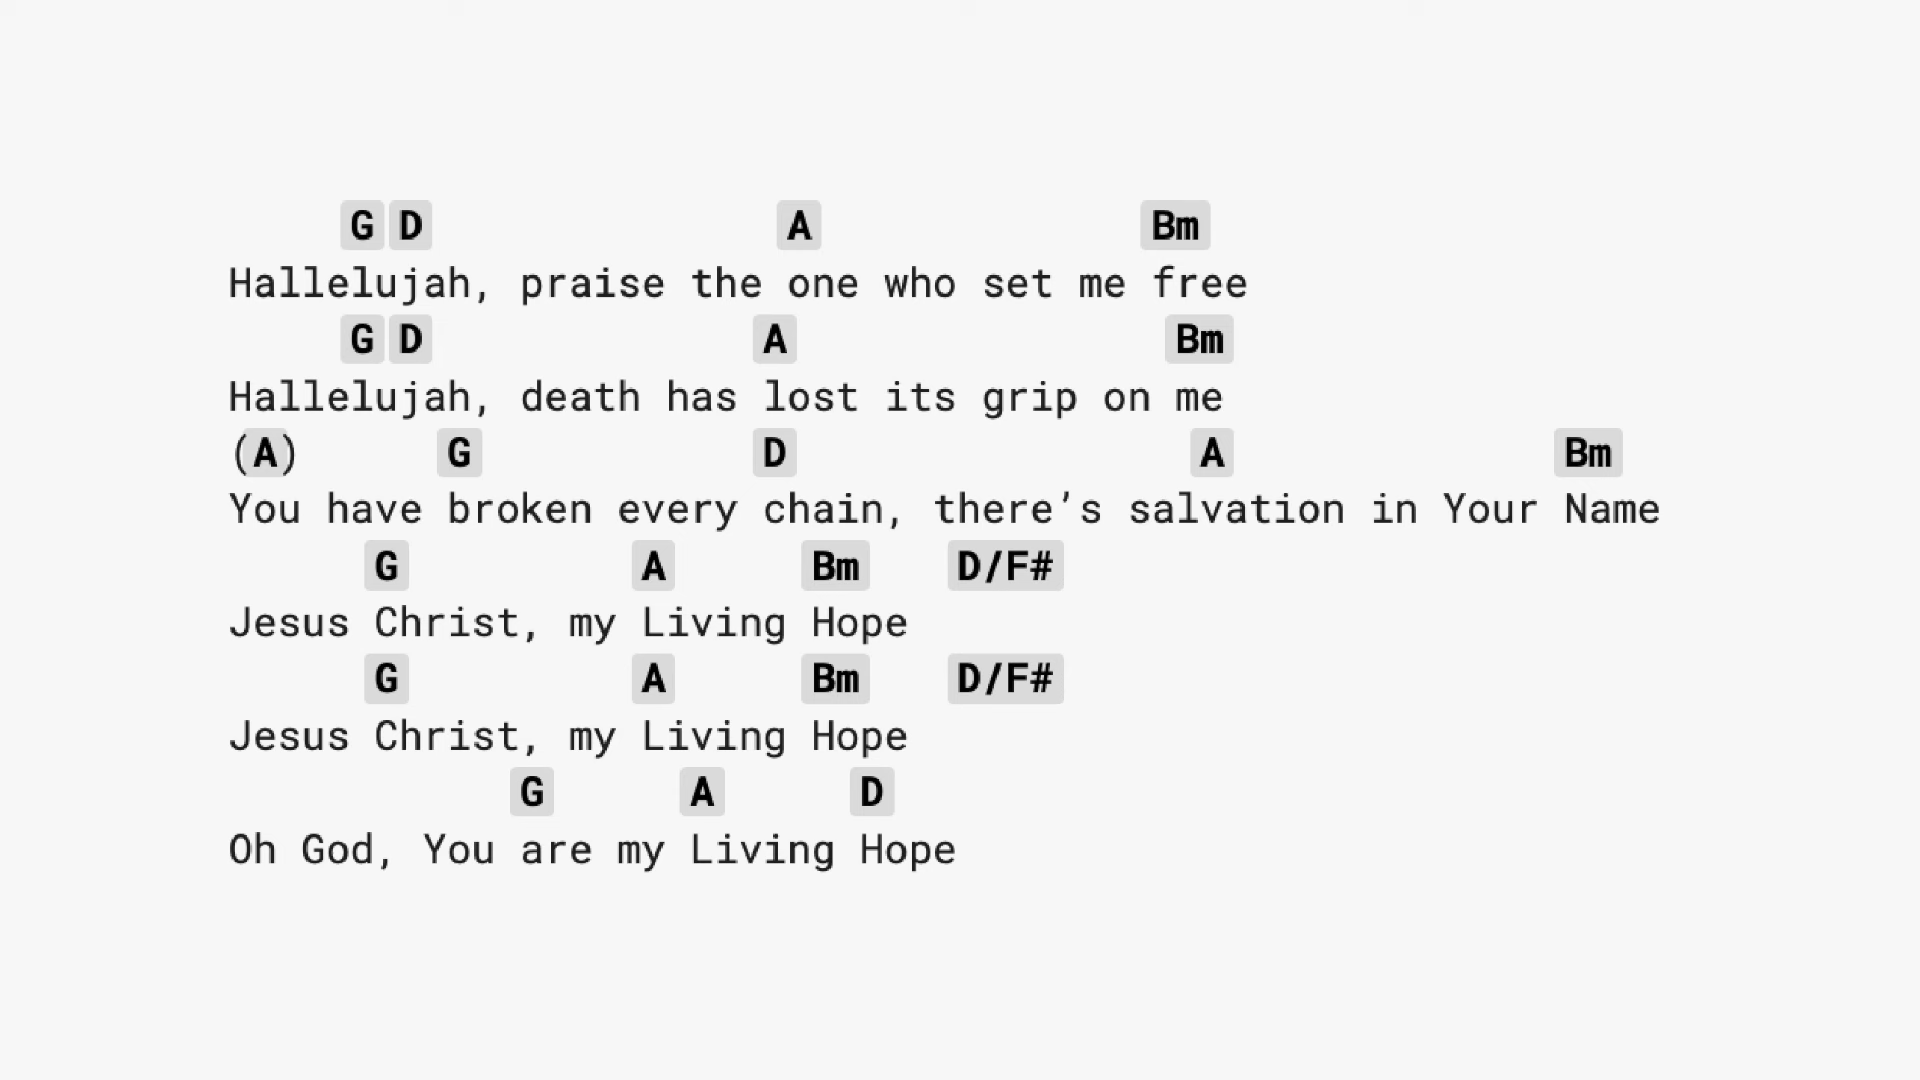 G D A Bm
Hallelujah, praise the one who set me free
G D A Bm
Hallelujah, death has lost its grip on me
(A) G D A Bm
You have broken every chain, there’s salvation in Your Name
G A Bm D/F#
Jesus Christ, my Living Hope
G A Bm D/F#
Jesus Christ, my Living Hope
G A D
Oh God, You are my Living Hope